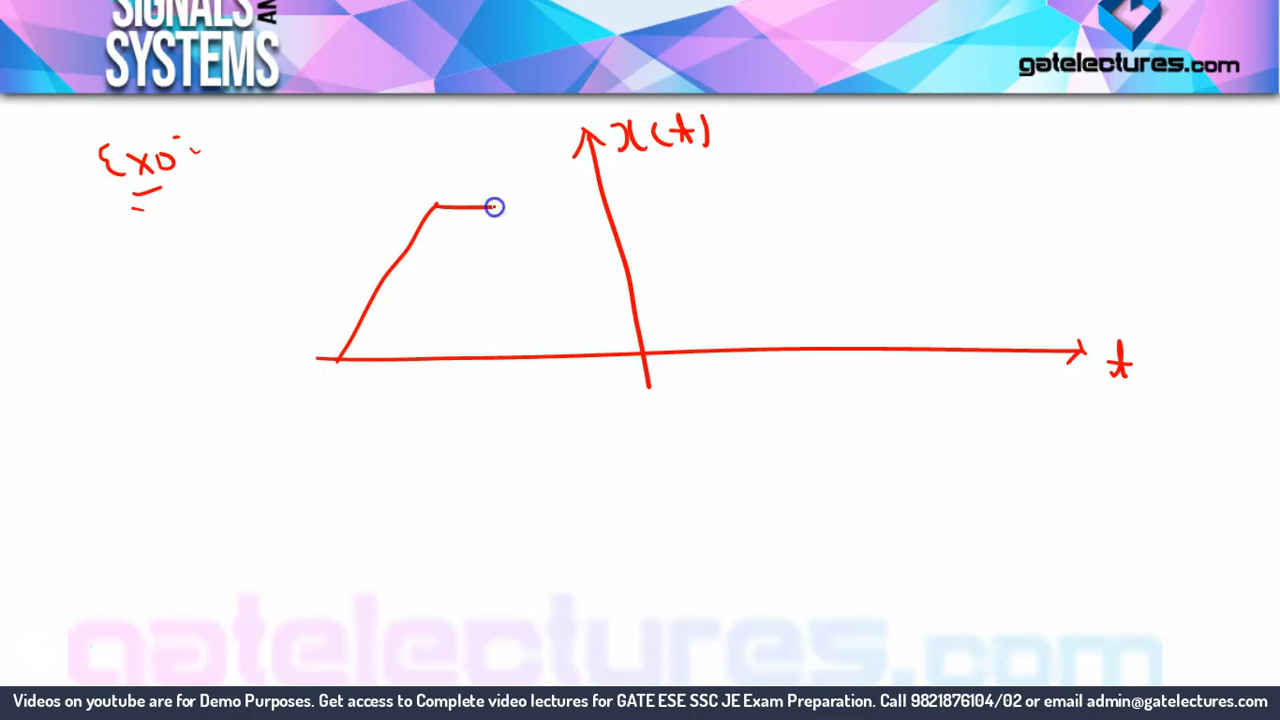 SIGNALS AND
SYSTEMS
gatelectures.com
x(t)
t
gatelectures.com
Videos on youtube are for Demo Purposes. Get access to Complete video lectures for GATE ESE SSC JE Exam Preparation. Call 9821876104/02 or email admin@gatelectures.com